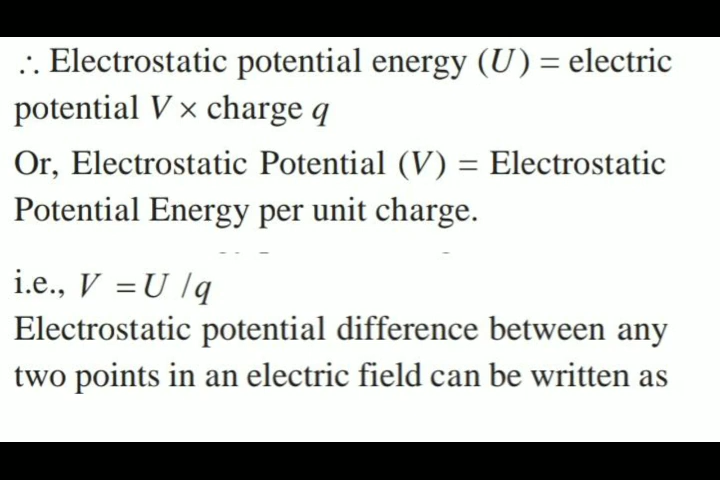 ∴ Electrostatic potential energy (U) = electric
potential V × charge q
Or, Electrostatic Potential (V) = Electrostatic
Potential Energy per unit charge.
i.e., V = U / q
Electrostatic potential difference between any
two points in an electric field can be written as